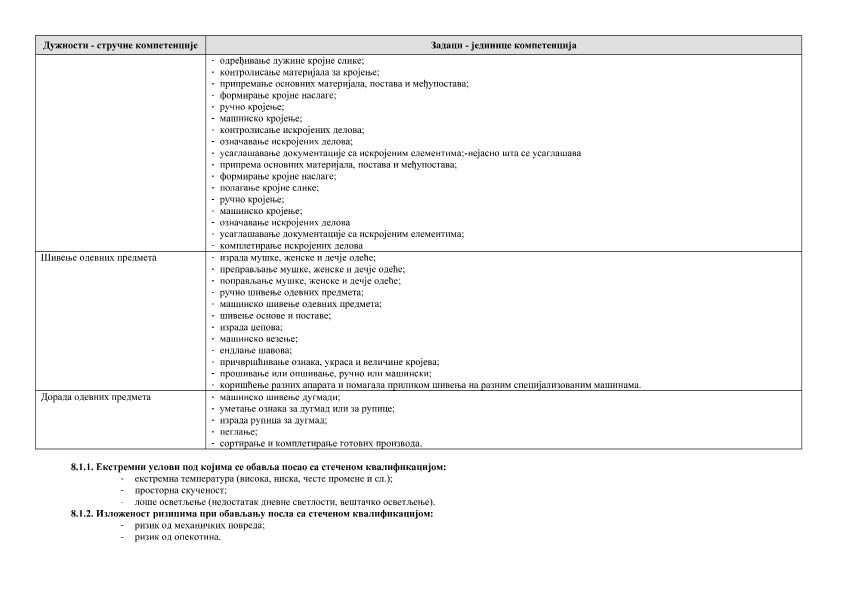 Дужности - стручне компетенције
Задаци - јединице компетенција
- одређивање дужине кројне слике;
- контролисање материјала за кројење;
- припремање основних материјала, постава и међупостава;
- формирање кројне наслаге;
- ручно кројење;
- машинско кројење;
- контролисање искројених делова;
- означавање искројених делова;
- усаглашавање документације са искројеним елементима;-нејасно шта се усаглашава
- припрема основних материјала, постава и међупостава;
- формирање кројне наслаге;
- полагање кројне слике;
- ручно кројење;
- машинско кројење;
- означавање искројених делова
- усаглашавање документације са искројеним елементима;
- комплетирање искројених делова
Шивење одевних предмета
- израда мушке, женске и дечје одеће;
- преправљање мушке, женске и дечје одеће;
- поправљање мушке, женске и дечје одеће;
- ручно шивење одевних предмета;
- машинско шивење одевних предмета;
- шивење основе и поставе;
- израда џепова;
- машинско везење;
- ендлање шавова;
- причвршћивање ознака, украса и величине кројева;
- прошивање или опшивање, ручно или машински;
- коришћење разних апарата и помагала приликом шивења на разним специјализованим машинама.
Дорада одевних предмета
- машинско шивење дугмади;
- уметање ознака за дугмад или за рупице;
- израда рупица за дугмад;
- пеглање;
- сортирање и комплетирање готових производа.
8.1.1. Екстремни услови под којима се обавља посао са стеченом квалификацијом:
- екстремна температура (висока, ниска, честе промене и сл.);
- просторна скученост;
- лоше осветљење (недостатак дневне светлости, вештачко осветљење).
8.1.2. Изложеност ризицима при обављању посла са стеченом квалификацијом:
- ризик од механичких повреда;
- ризик од опекотина.